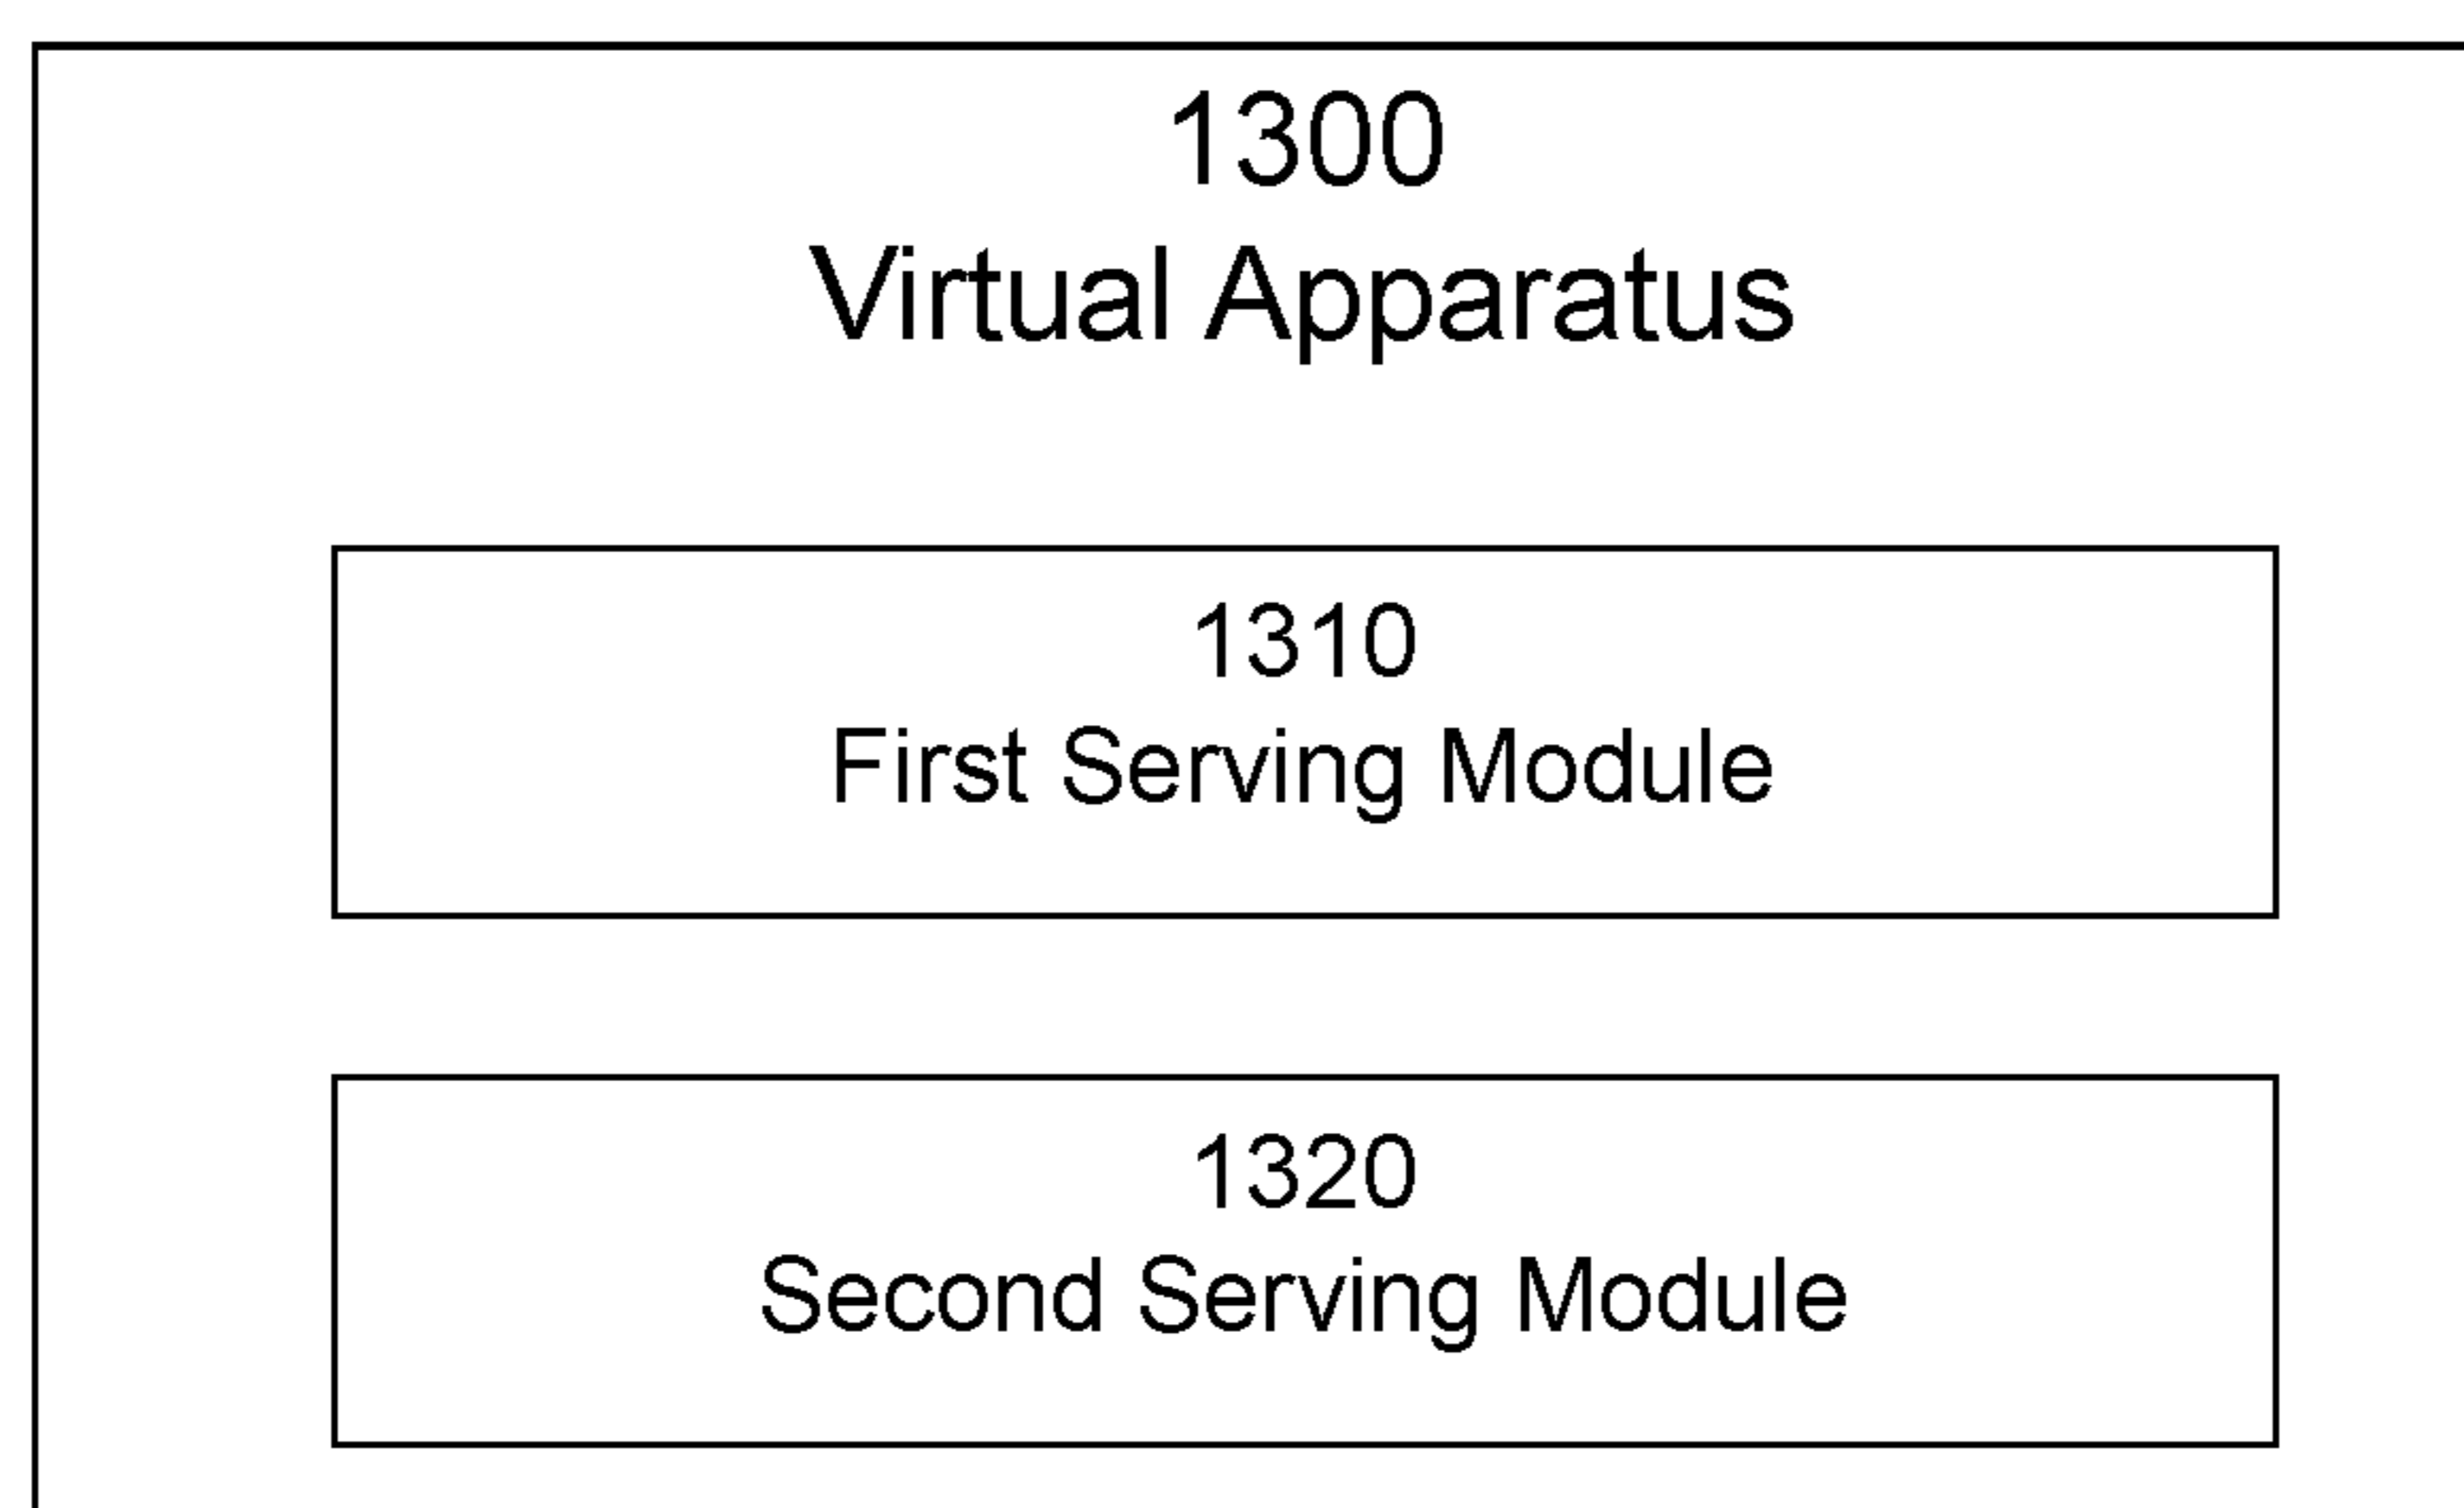 1300
Virtual Apparatus
1310
First Serving Module
1320
Second Serving Module